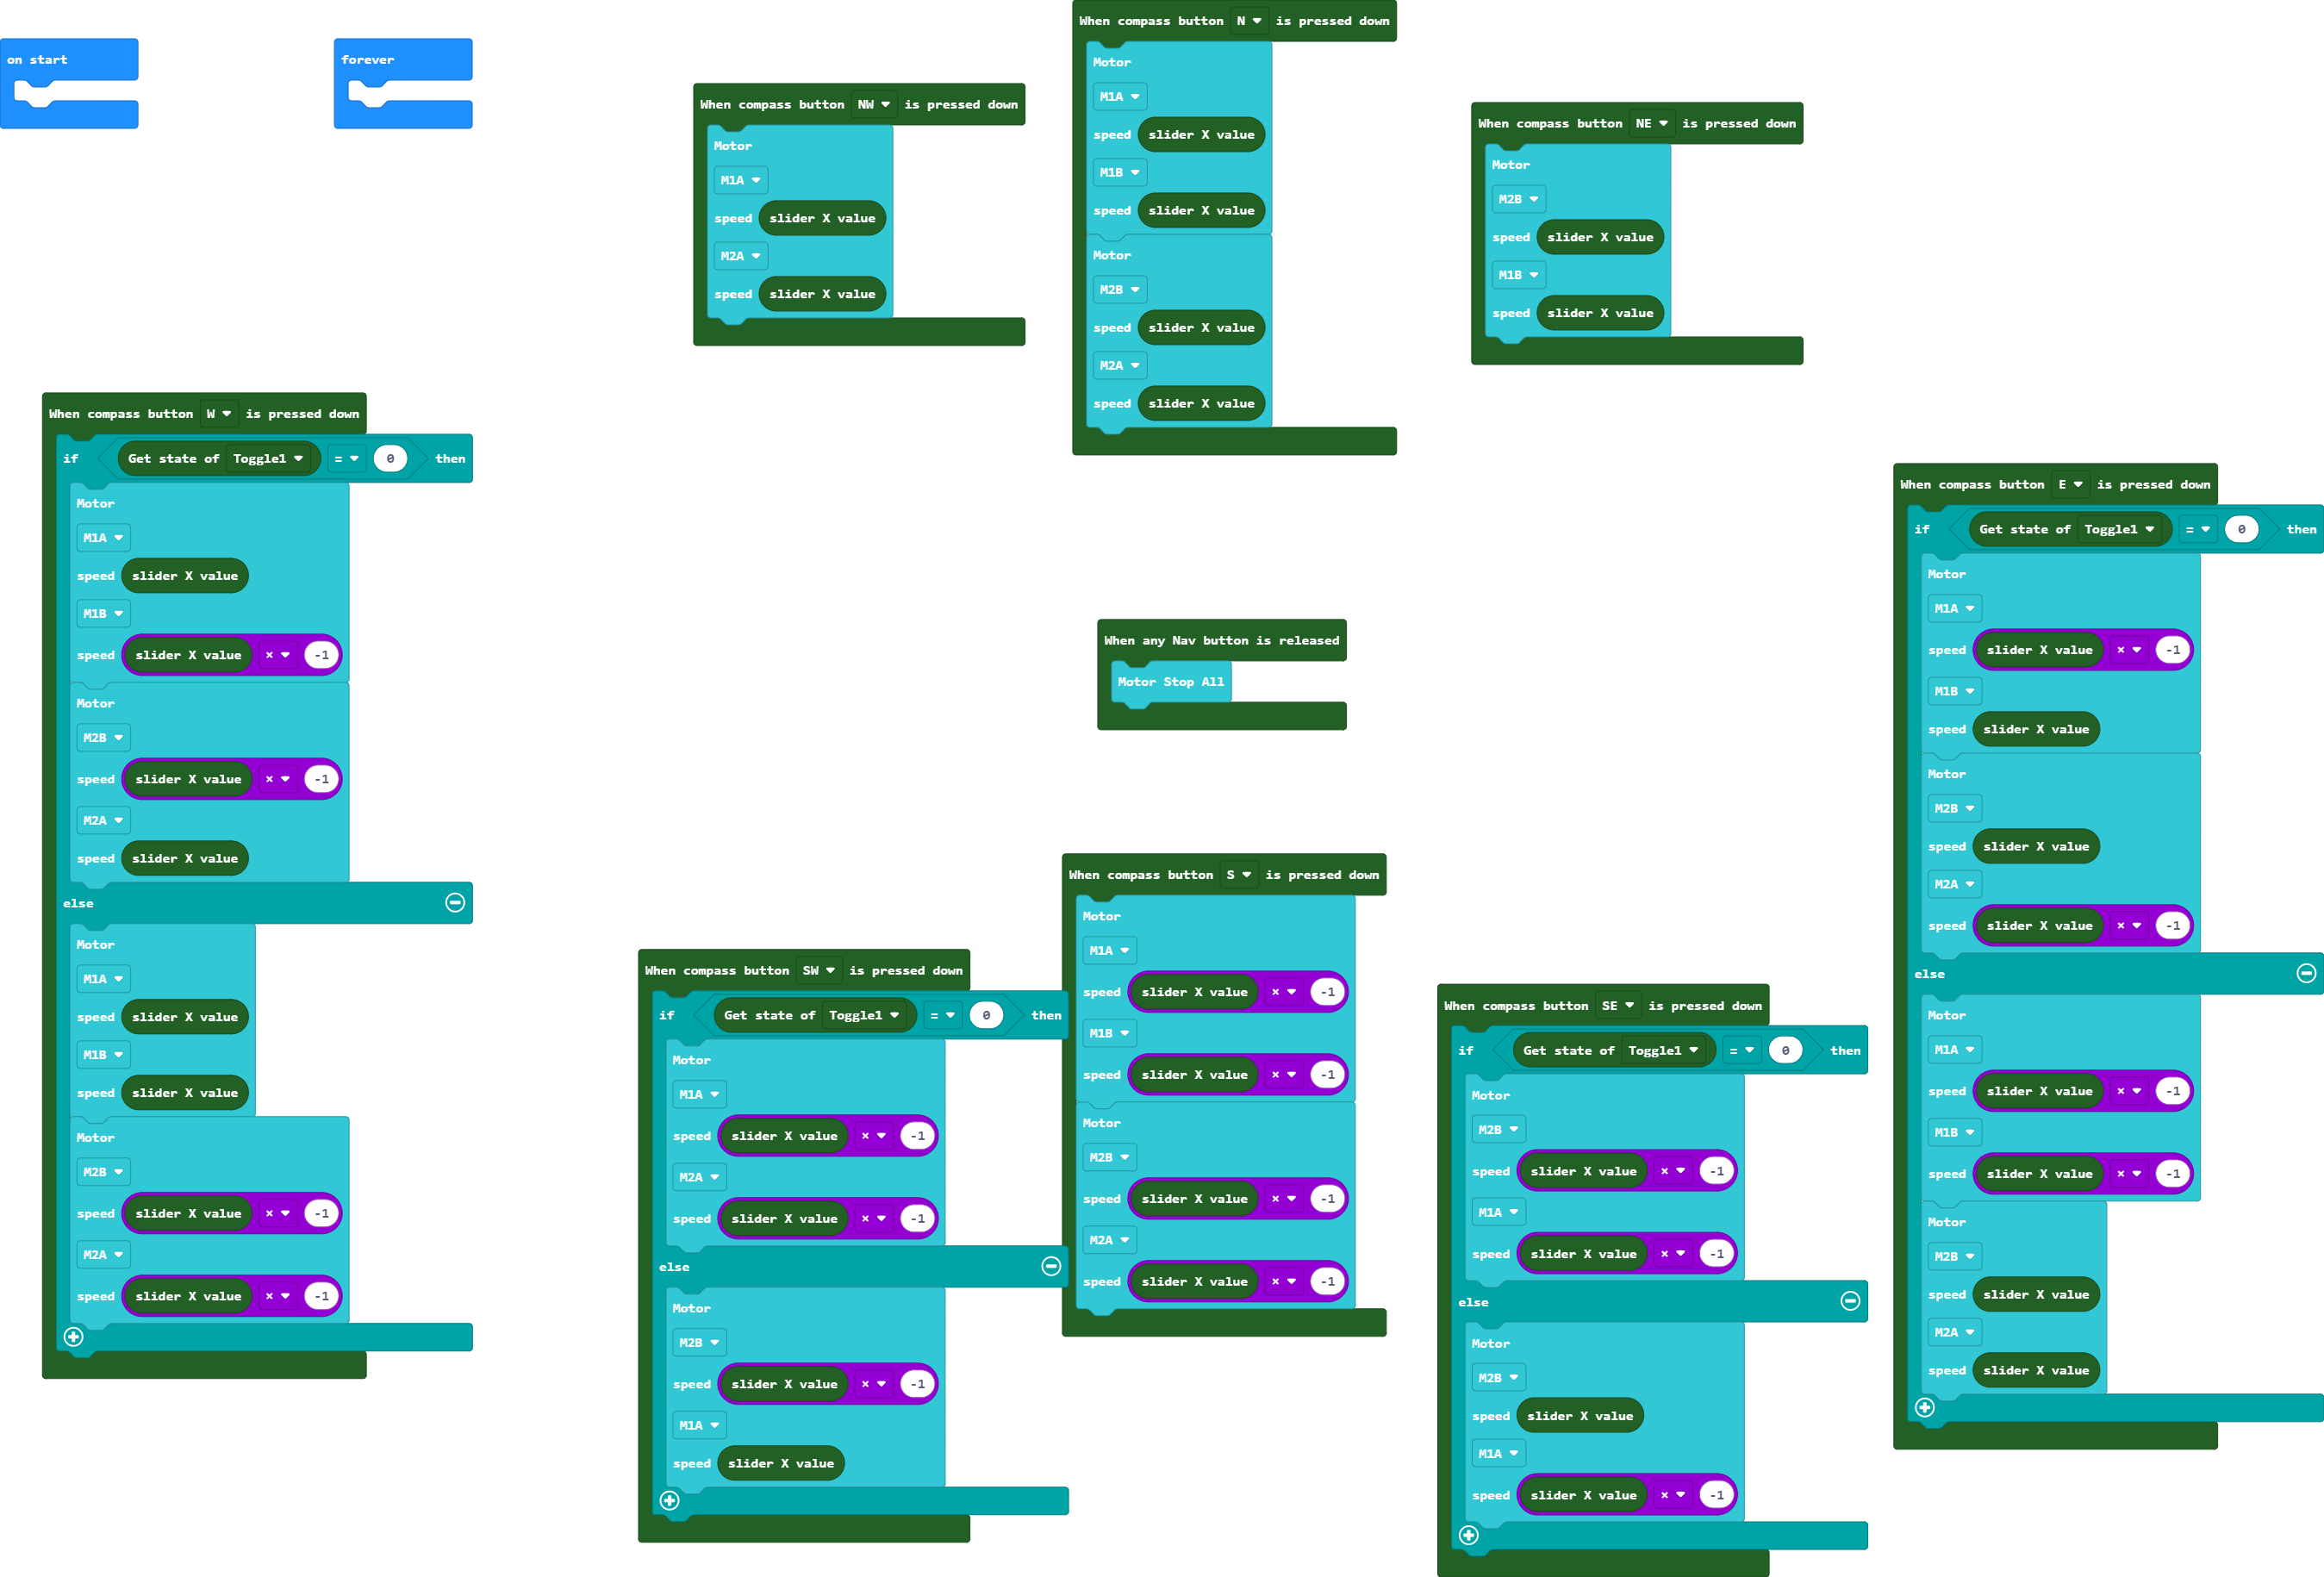 on start
forever
When compass button NW is pressed down
Motor
M1A
speed slider X value
M2A
speed slider X value
When compass button N is pressed down
Motor
M1A
speed slider X value
M1B
speed slider X value
Motor
M2B
speed slider X value
M2A
speed slider X value
When compass button NE is pressed down
Motor
M2B
speed slider X value
M1B
speed slider X value
When compass button W is pressed down
if Get state of Toggle1 = 0 then
Motor
M1A
speed slider X value
M1B
speed slider X value × -1
Motor
M2B
speed slider X value × -1
M2A
speed slider X value
else
Motor
M1A
speed slider X value
M1B
speed slider X value
Motor
M2B
speed slider X value × -1
M2A
speed slider X value × -1
When any Nav button is released
Motor Stop All
When compass button SW is pressed down
if Get state of Toggle1 = 0 then
Motor
M1A
speed slider X value × -1
M2A
speed slider X value × -1
else
Motor
M2B
speed slider X value × -1
M1A
speed slider X value
When compass button S is pressed down
Motor
M1A
speed slider X value × -1
M1B
speed slider X value × -1
Motor
M2B
speed slider X value × -1
M2A
speed slider X value × -1
When compass button SE is pressed down
if Get state of Toggle1 = 0 then
Motor
M2B
speed slider X value × -1
M1A
speed slider X value × -1
else
Motor
M2B
speed slider X value
M1A
speed slider X value × -1
When compass button E is pressed down
if Get state of Toggle1 = 0 then
Motor
M1A
speed slider X value × -1
M1B
speed slider X value
Motor
M2B
speed slider X value
M2A
speed slider X value × -1
else
Motor
M1A
speed slider X value × -1
M1B
speed slider X value × -1
Motor
M2B
speed slider X value
M2A
speed slider X value